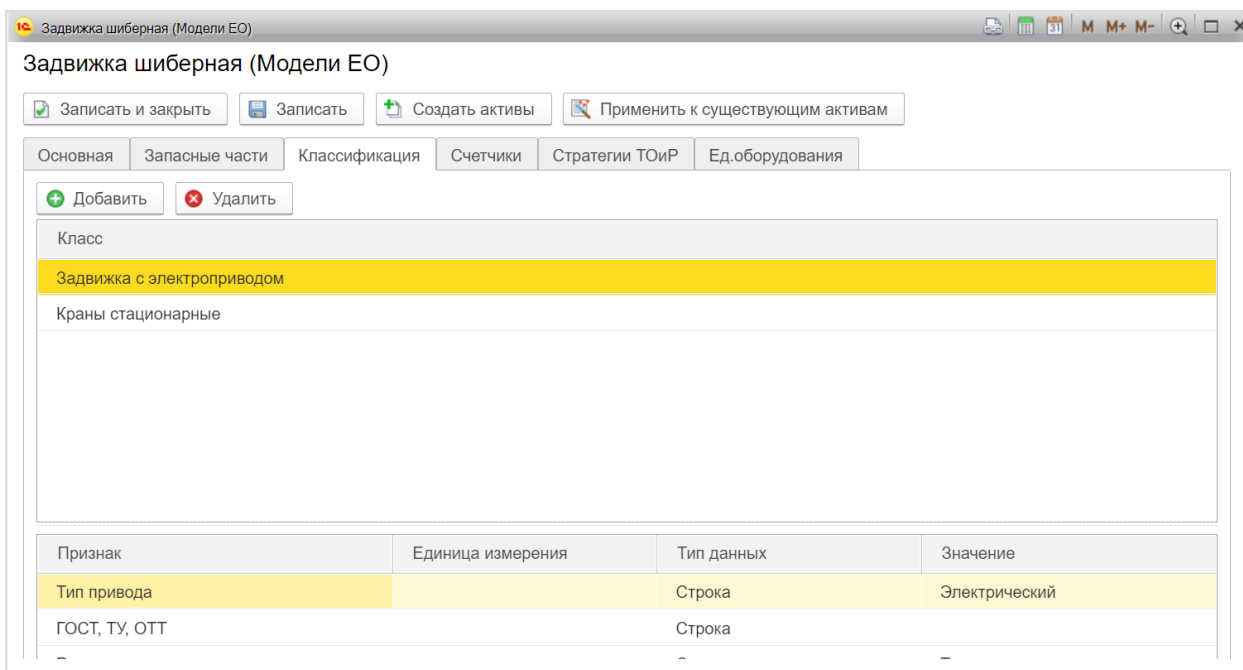 1С Задвижка шиберная (Модели ЕО) 31 M M+ M-
Задвижка шиберная (Модели ЕО)
Записать и закрыть Записать Создать активы Применить к существующим активам
Основная Запасные части Классификация Счетчики Стратегии ТОиР Ед.оборудования
Добавить Удалить
Класс
Задвижка с электроприводом
Краны стационарные
Признак Единица измерения Тип данных Значение
Тип привода Строка Электрический
ГОСТ, ТУ, ОТТ Строка